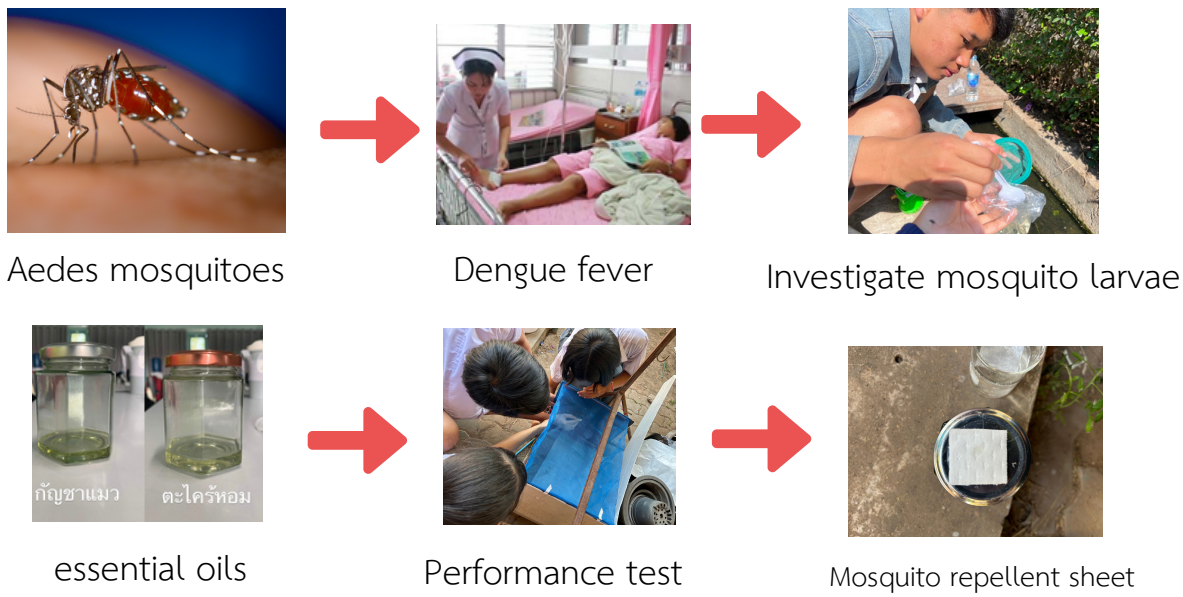 Aedes mosquitoes
Dengue fever
Investigate mosquito larvae
กัญชาแมว
ตะไคร้หอม
essential oils
Performance test
Mosquito repellent sheet